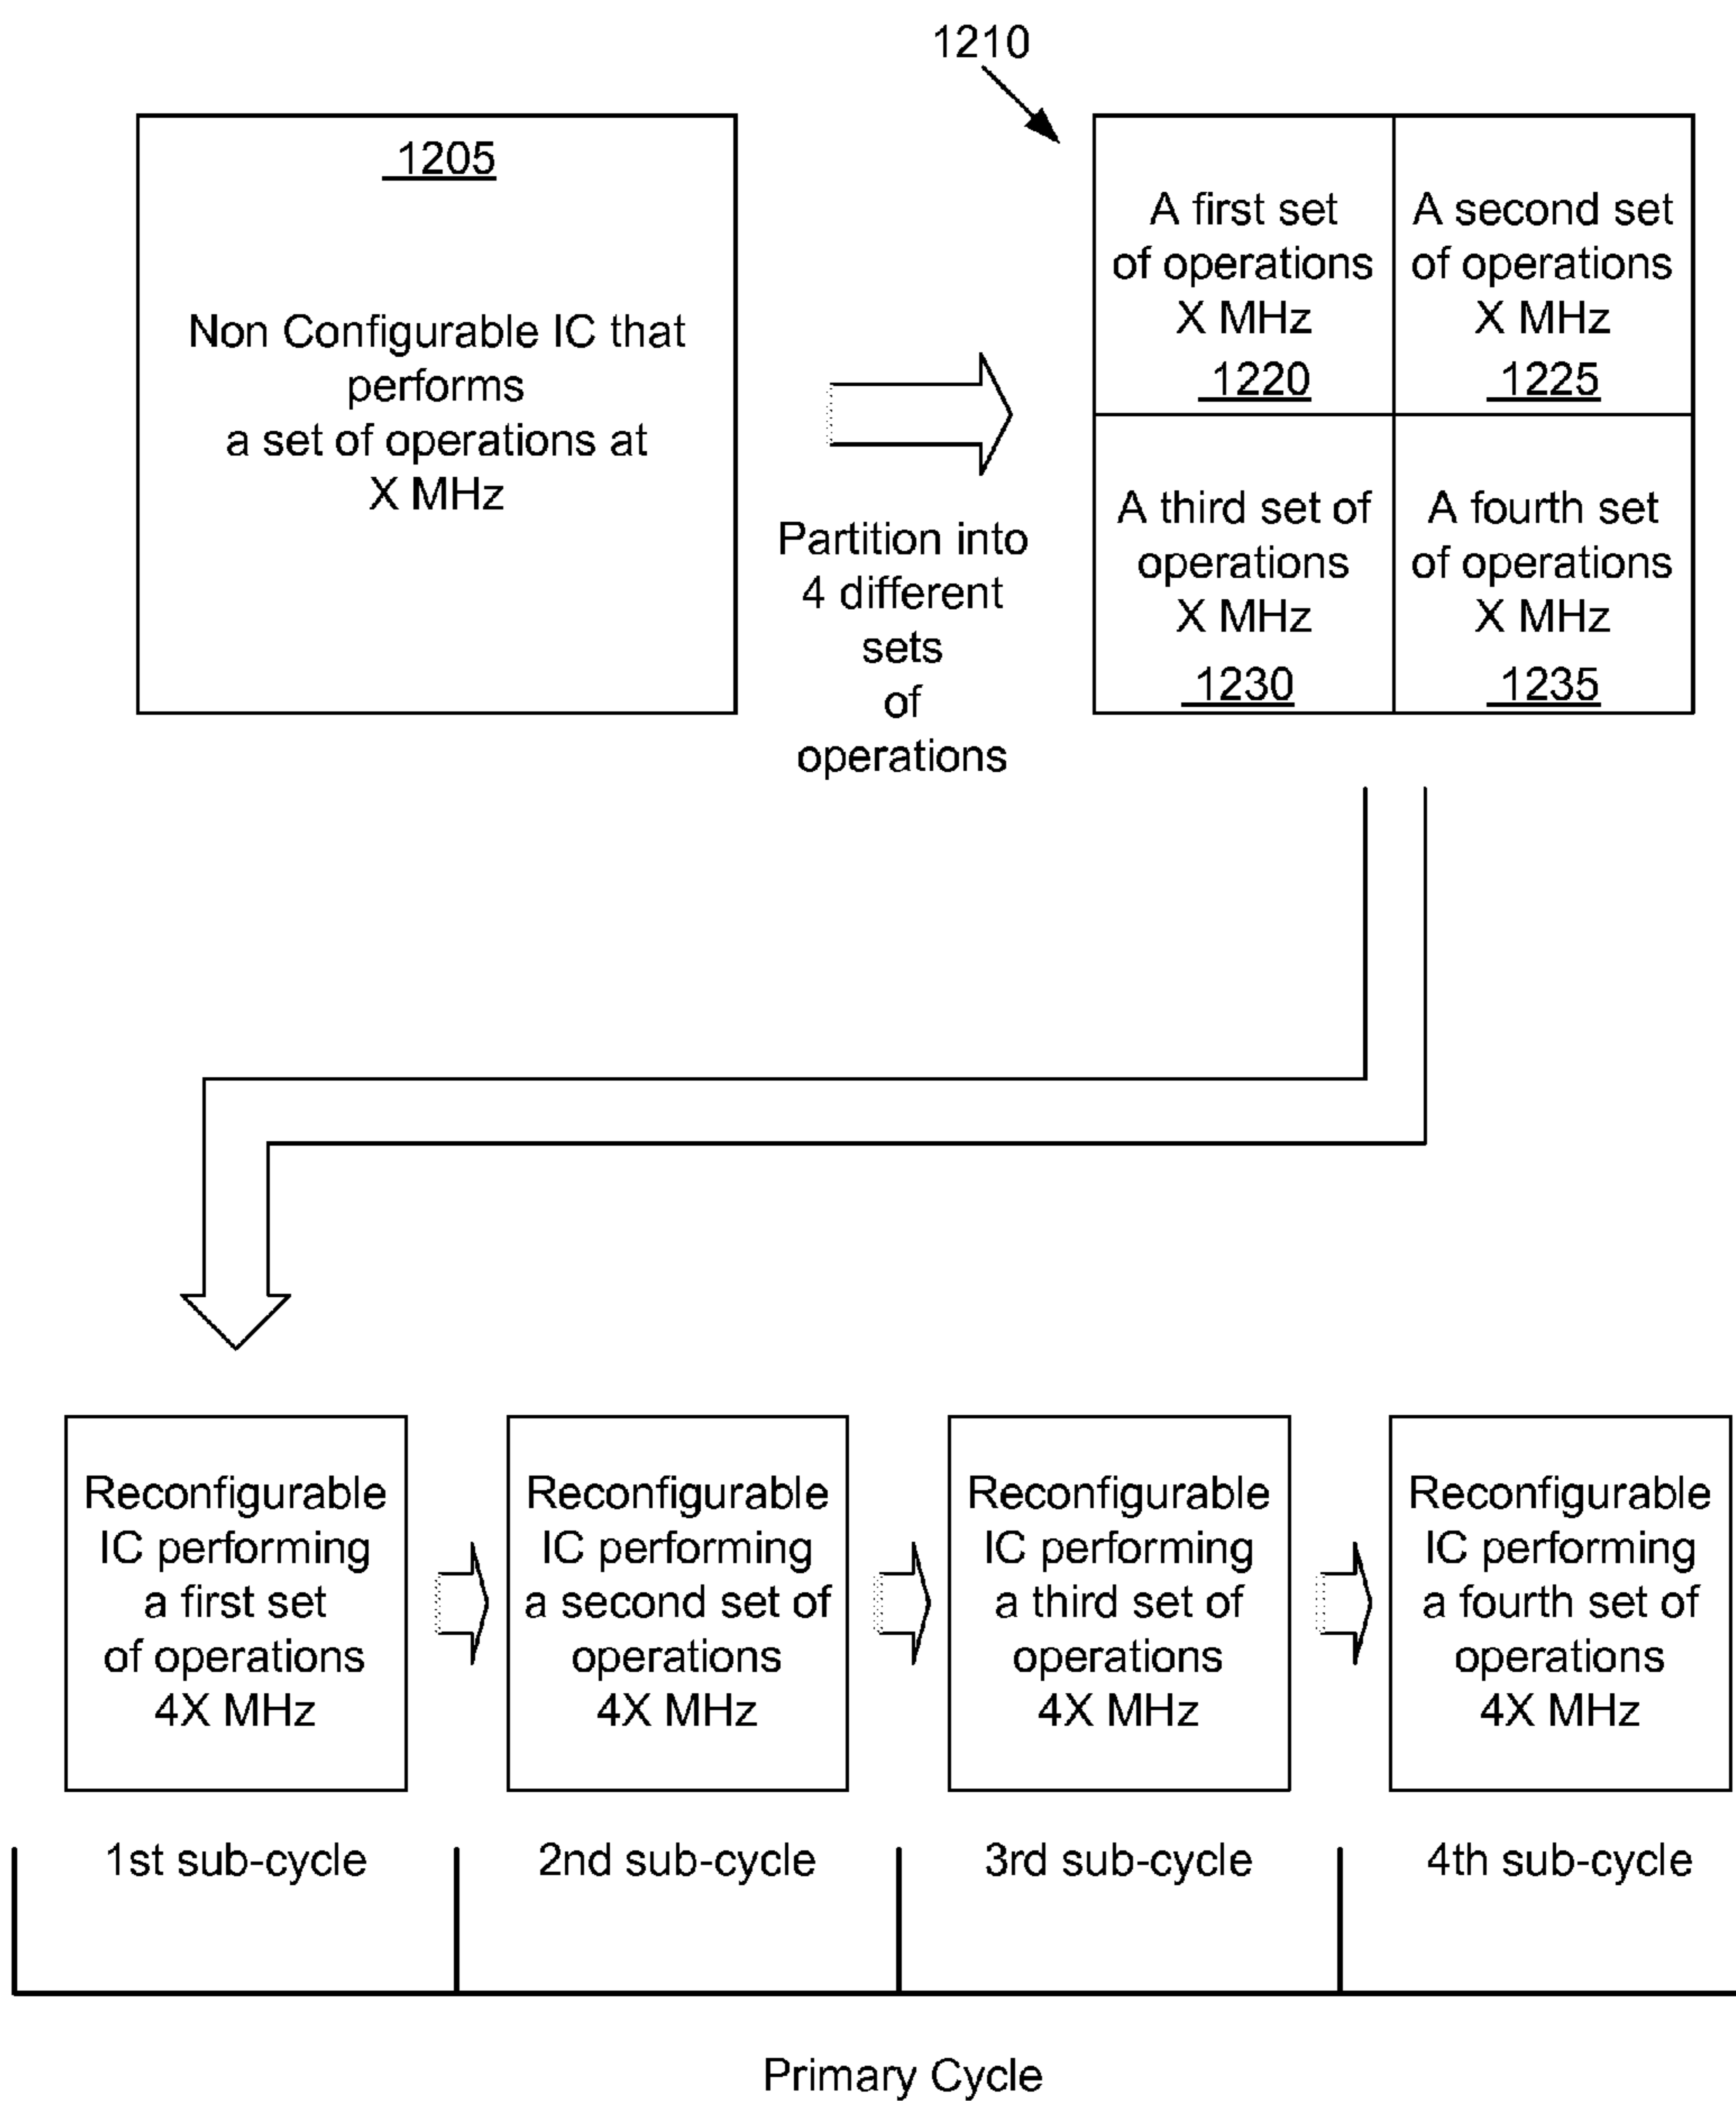 1210
1205
Non Configurable IC that
performs
a set of operations at
X MHz
Partition into
4 different
sets
of
operations
A first set
of operations
X MHz
1220
A second set
of operations
X MHz
1225
A third set of
operations
X MHz
1230
A fourth set
of operations
X MHz
1235
Reconfigurable
IC performing
a first set
of operations
4X MHz
Reconfigurable
IC performing
a second set of
operations
4X MHz
Reconfigurable
IC performing
a third set of
operations
4X MHz
Reconfigurable
IC performing
a fourth set of
operations
4X MHz
1st sub-cycle
2nd sub-cycle
3rd sub-cycle
4th sub-cycle
Primary Cycle